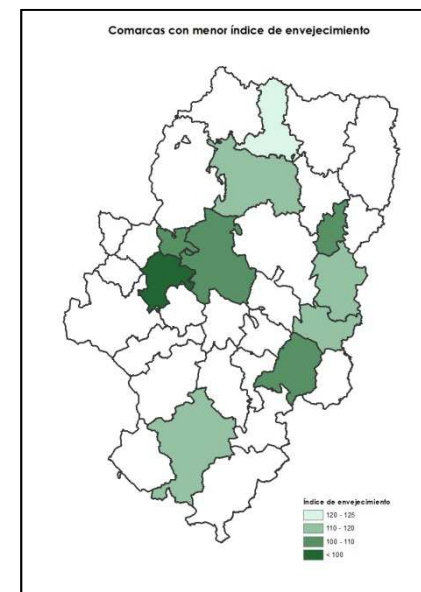 Comarcas con menor índice de envejecimiento
Índice de envejecimiento
120 - 125
110 - 120
100 - 110
< 100